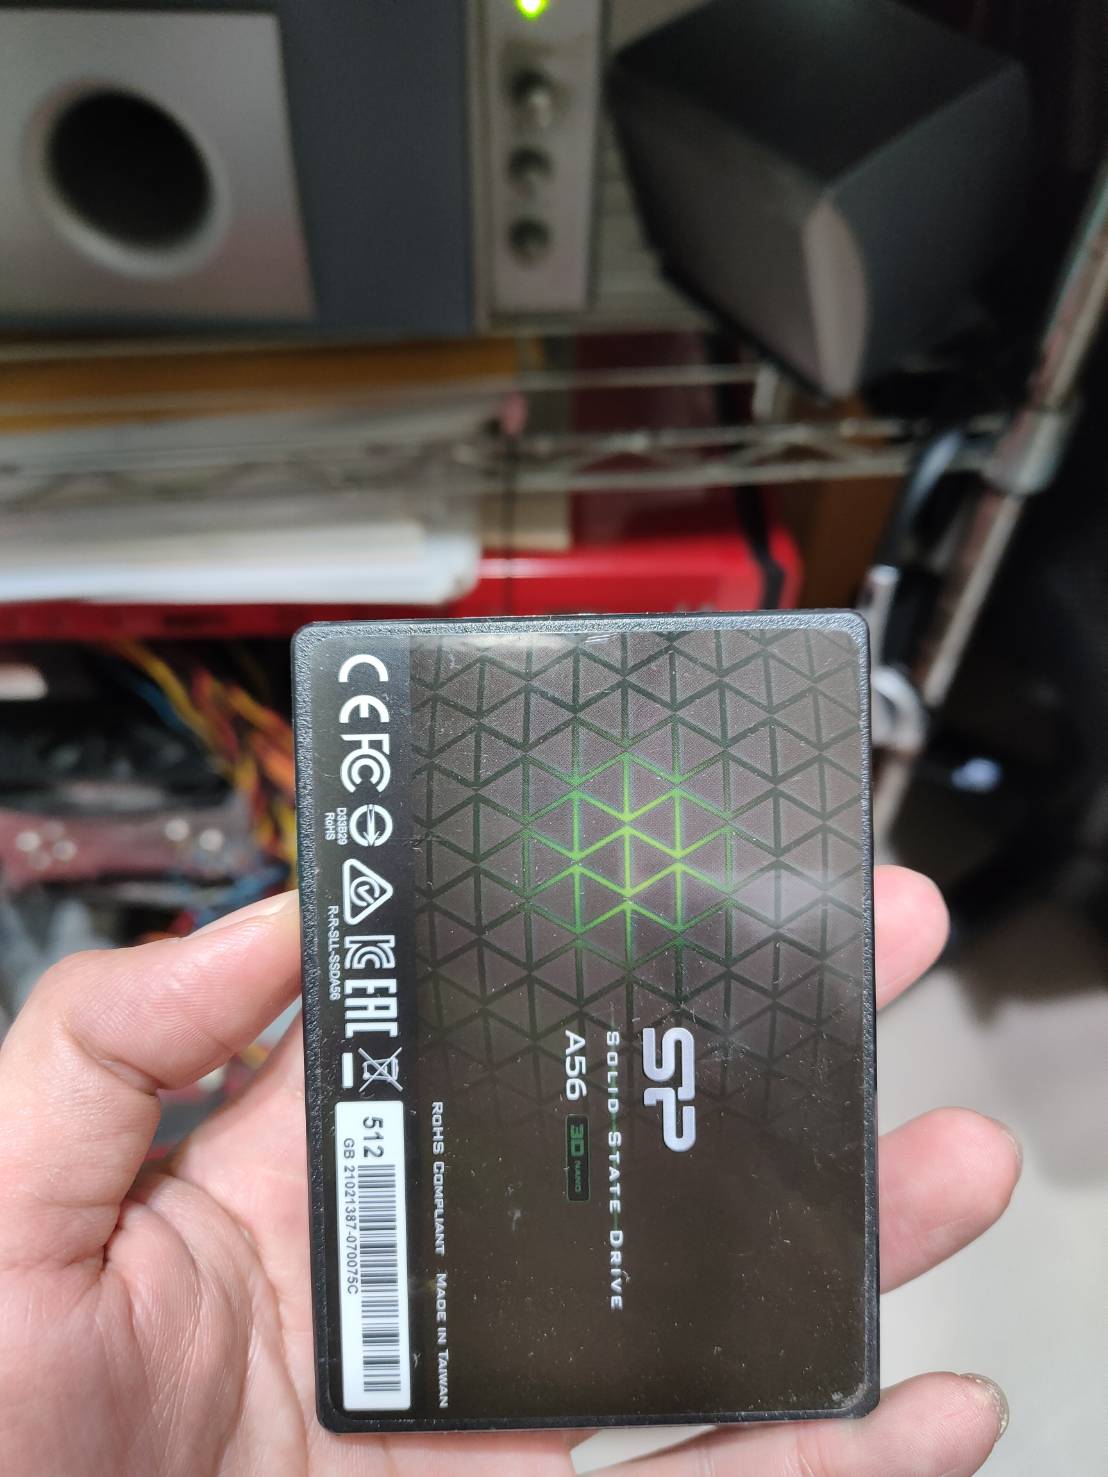 SP
SOLID STATE DRIVE
A56 3D NAND
RoHS COMPLIANT MADE IN TAIWAN
CE FC EAC
D33B29
RoHS
R-R-SLL-SSDA56
512
GB 21021387-070075C